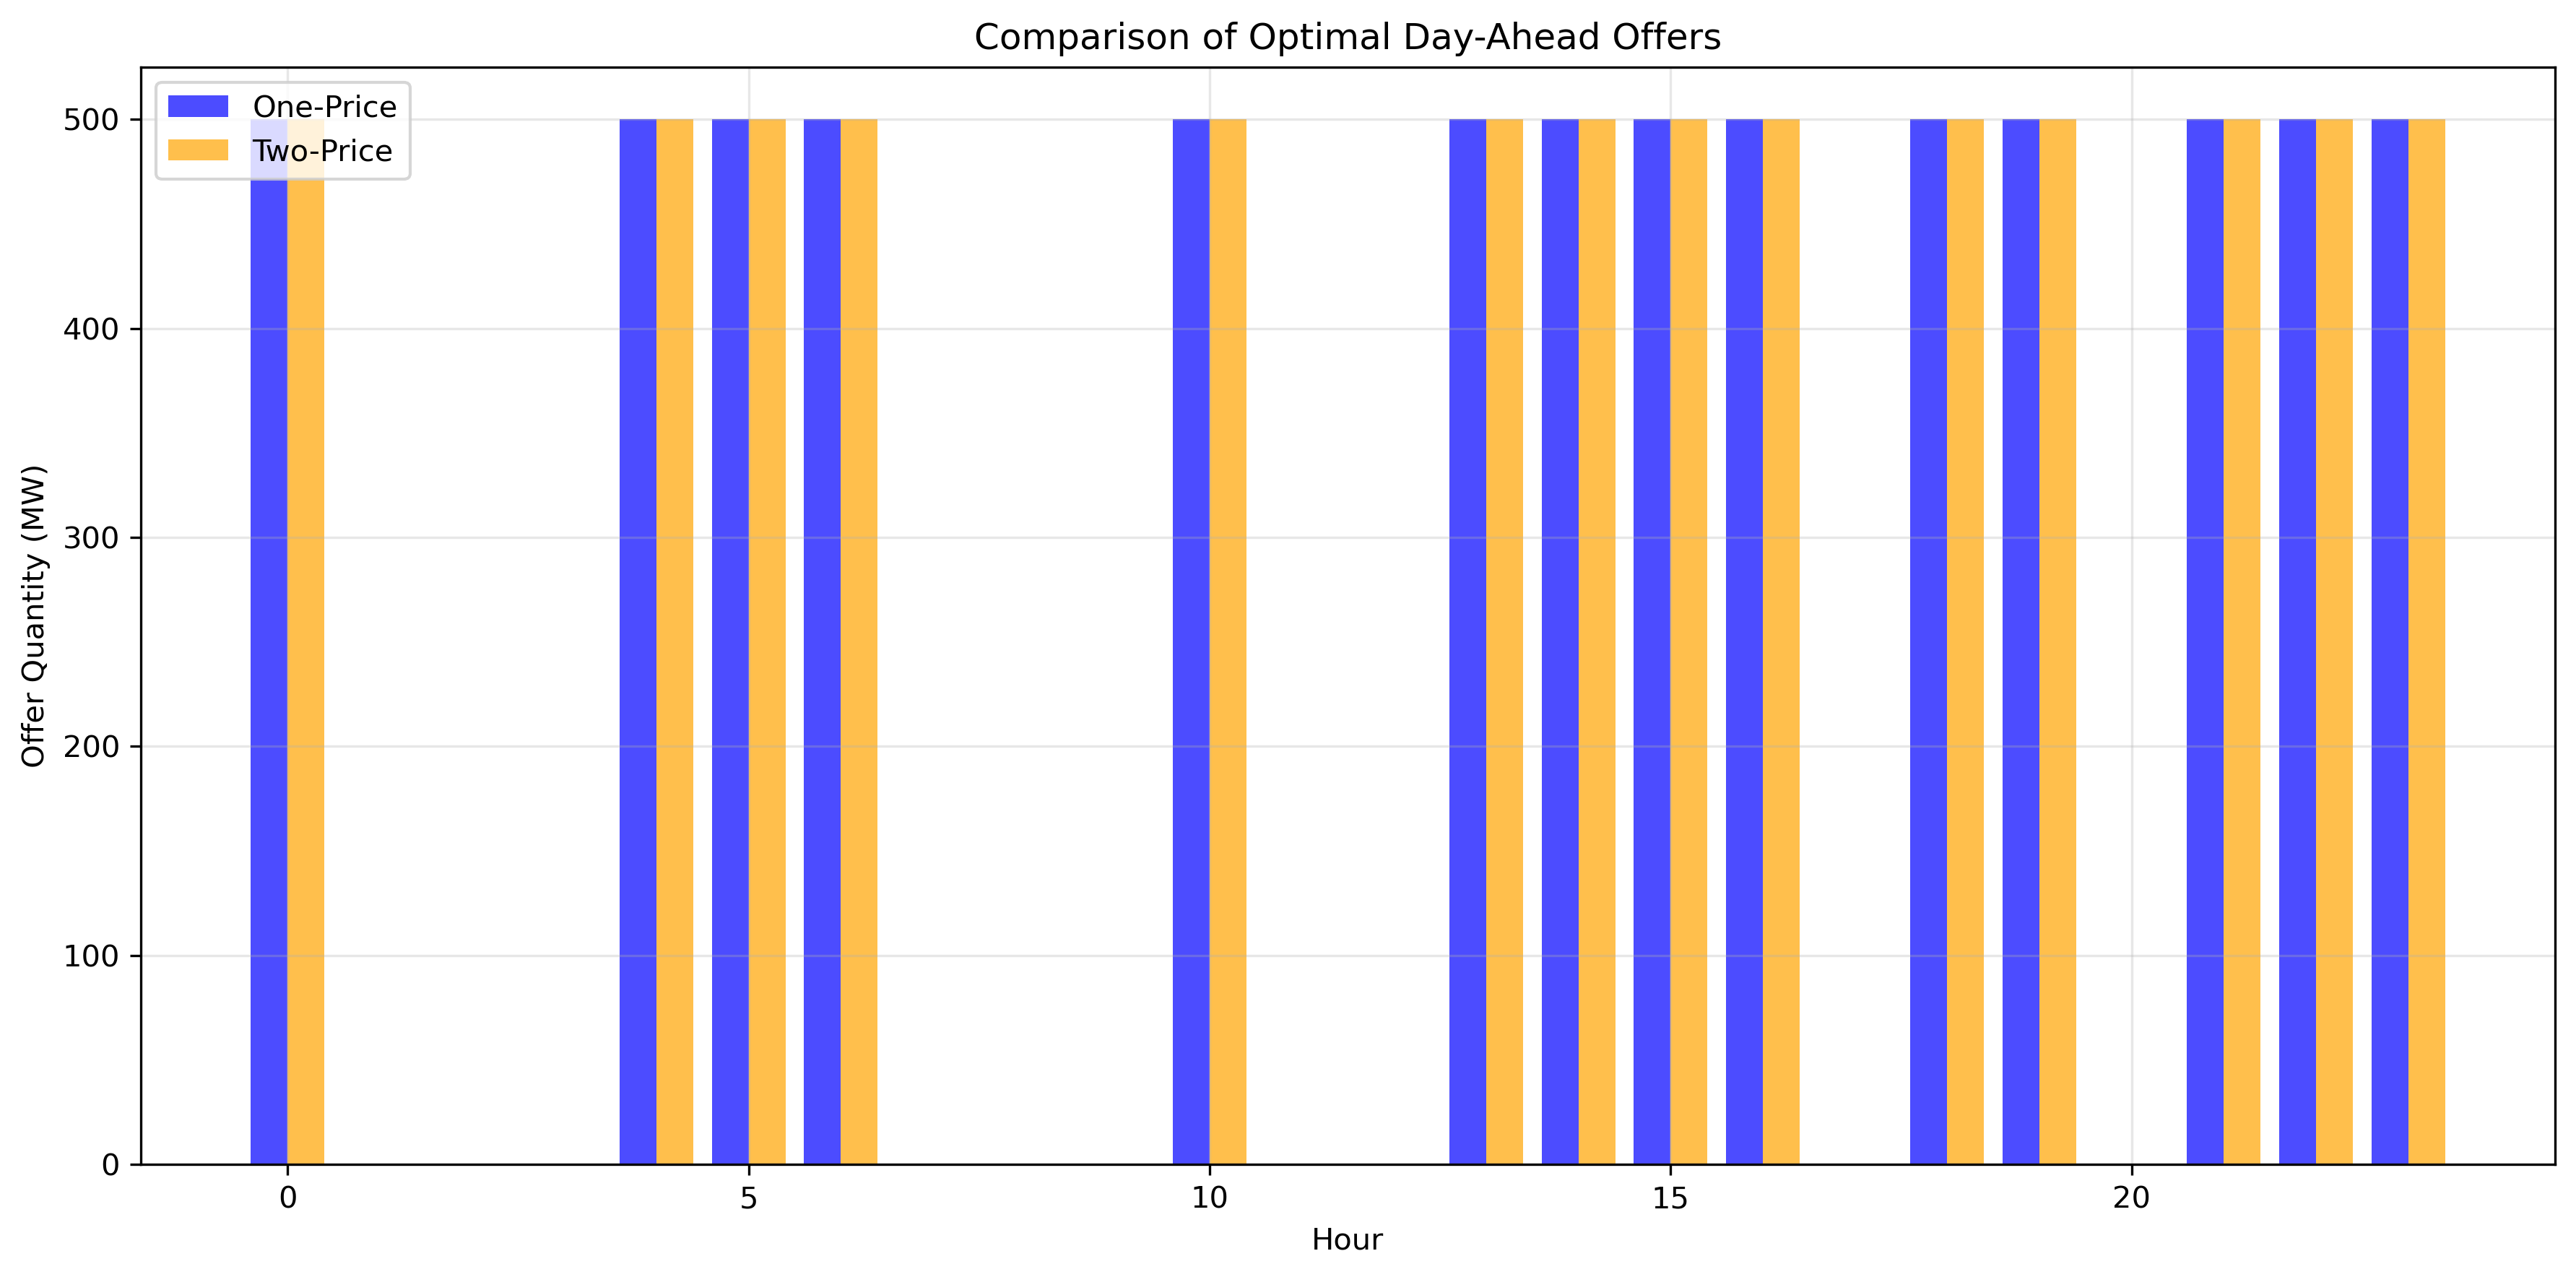 Comparison of Optimal Day-Ahead Offers
One-Price
Two-Price
Offer Quantity (MW)
500
400
300
200
100
0
0 5 10 15 20
Hour